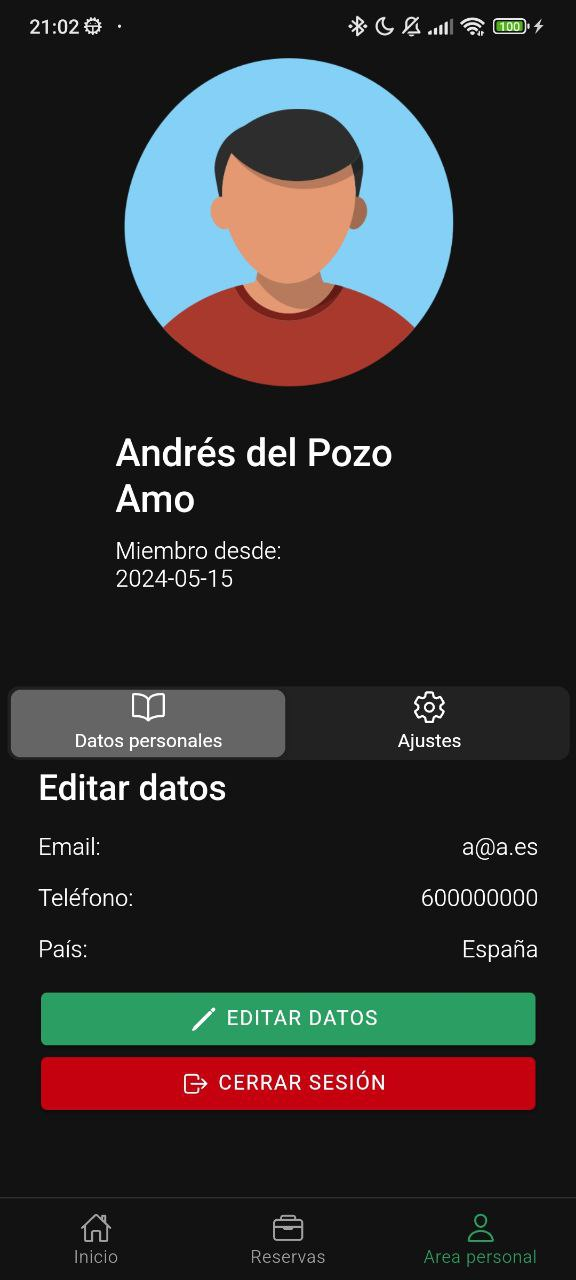 21:02
100
Andrés del Pozo
Amo
Miembro desde:
2024-05-15
Datos personales
Ajustes
Editar datos
Email: a@a.es
Teléfono: 600000000
País: España
EDITAR DATOS
CERRAR SESIÓN
Inicio
Reservas
Area personal